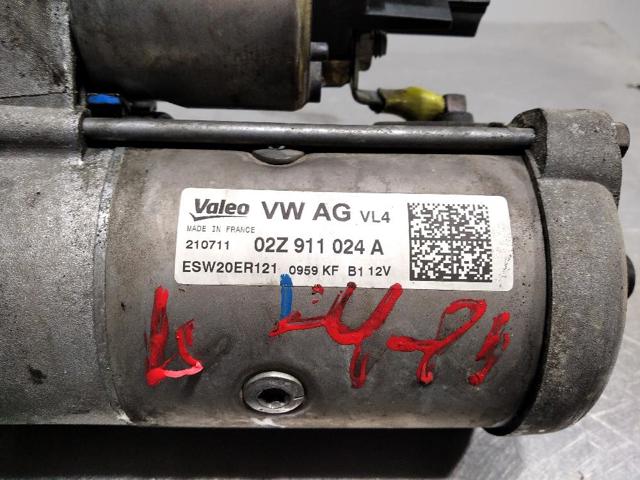 Valeo VW AG VL4
MADE IN FRANCE
210711 02Z 911 024 A
ESW20ER121 0959 KF B1 12V